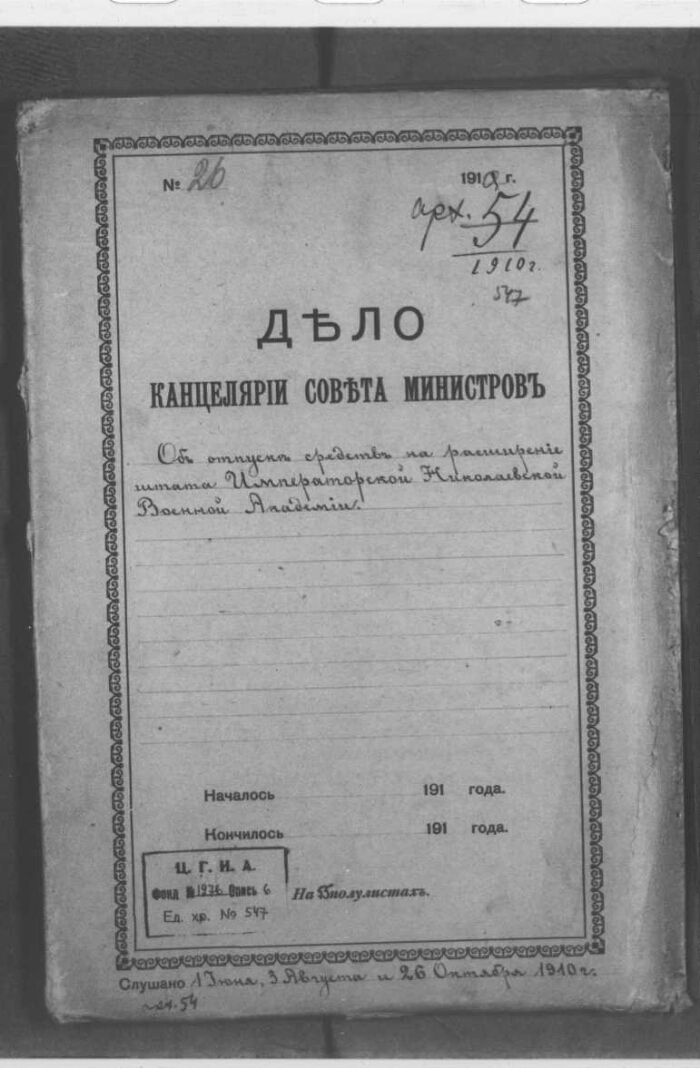 № 26 1910 г.
арх. 54
1910 г.
547
ДѢЛО
КАНЦЕЛЯРІИ СОВѢТА МИНИСТРОВЪ
Объ отпускѣ средствъ на расширеніе
штата Императорской Николаевской
Военной Академіи.
Началось 191 года.
Кончилось 191 года.
Ц. Г. И. А.
Фонд № 1276 Опись 6
Ед. хр. № 547
На полулистахъ.
Слушано 1 Іюня, 3 Августа и 26 Октября 1910 г.
54